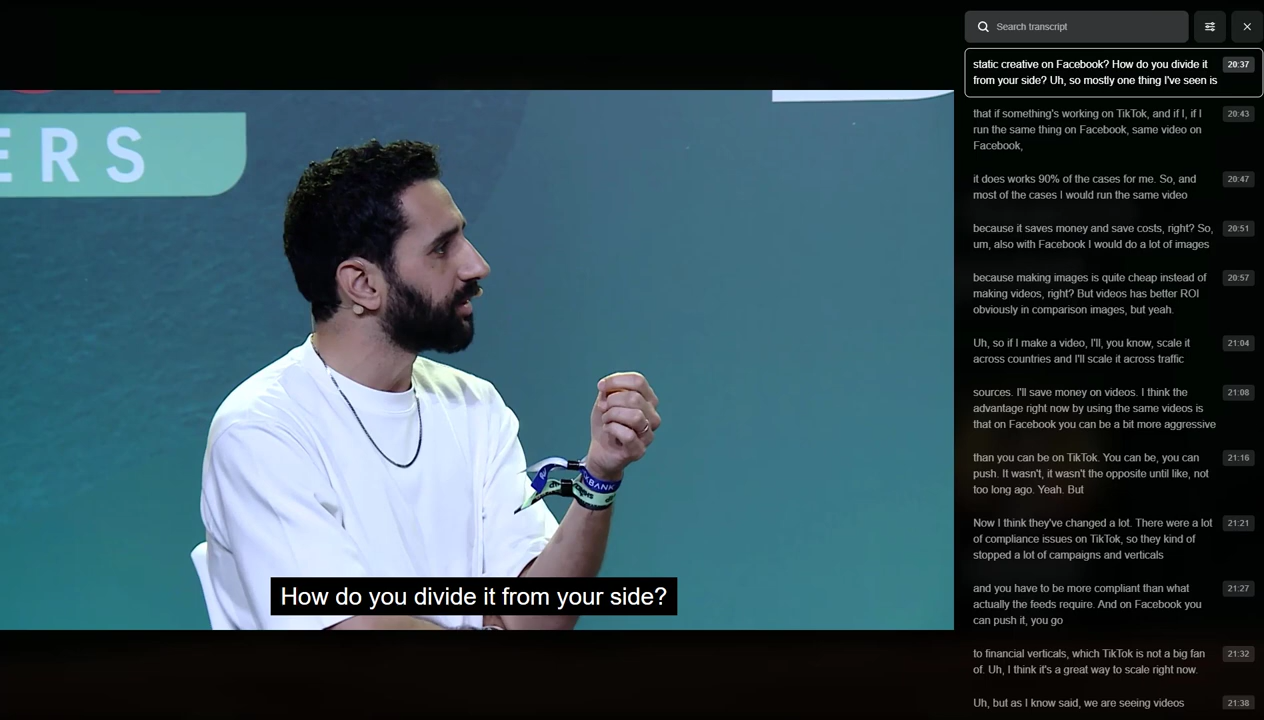 ERS
How do you divide it from your side?
Search transcript
static creative on Facebook? How do you divide it
20:37
from your side? Uh, so mostly one thing I've seen is
that if something's working on TikTok, and if I, if I
20:43
run the same thing on Facebook, same video on
Facebook,
it does works 90% of the cases for me. So, and
20:47
most of the cases I would run the same video
because it saves money and save costs, right? So,
20:51
um, also with Facebook I would do a lot of images
because making images is quite cheap instead of
20:57
making videos, right? But videos has better ROI
obviously in comparison images, but yeah.
Uh, so if I make a video, I'll, you know, scale it
21:04
across countries and I'll scale it across traffic
sources. I'll save money on videos. I think the
21:08
advantage right now by using the same videos is
that on Facebook you can be a bit more aggressive
than you can be on TikTok. You can be, you can
21:16
push. It wasn't, it wasn't the opposite until like, not
too long ago. Yeah. But
Now I think they've changed a lot. There were a lot
21:21
of compliance issues on TikTok, so they kind of
stopped a lot of campaigns and verticals
and you have to be more compliant than what
21:27
actually the feeds require. And on Facebook you
can push it, you go
to financial verticals, which TikTok is not a big fan
21:32
of. Uh, I think it's a great way to scale right now.
Uh, but as I know said, we are seeing videos
21:38